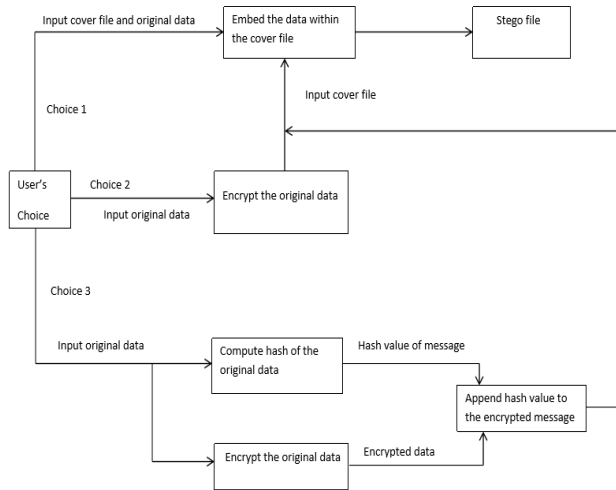 Input cover file and original data
Embed the data within
the cover file
Stego file
Input cover file
Choice 1
User's
Choice
Choice 2
Input original data
Encrypt the original data
Choice 3
Input original data
Compute hash of the
original data
Hash value of message
Append hash value to
the encrypted message
Encrypt the original data
Encrypted data